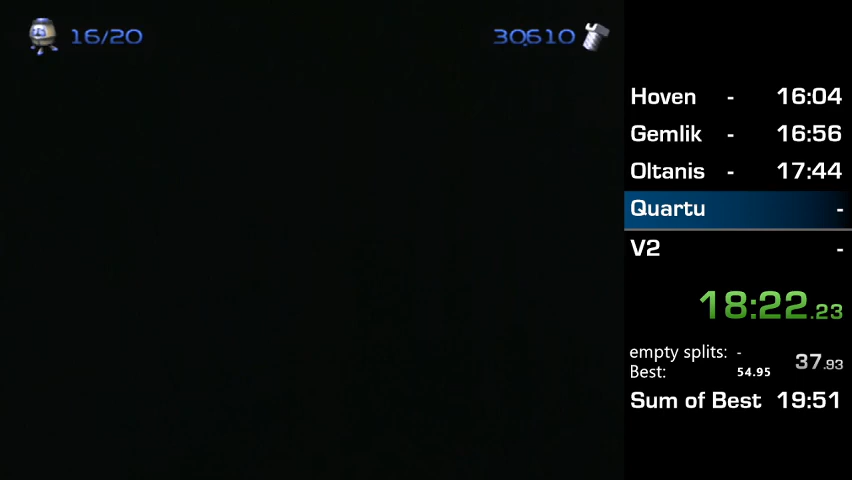 16/20
30,610
Hoven - 16:04
Gemlik - 16:56
Oltanis - 17:44
Quartu -
V2 -
18:22.23
empty splits: -
37.93
Best: 54.95
Sum of Best 19:51